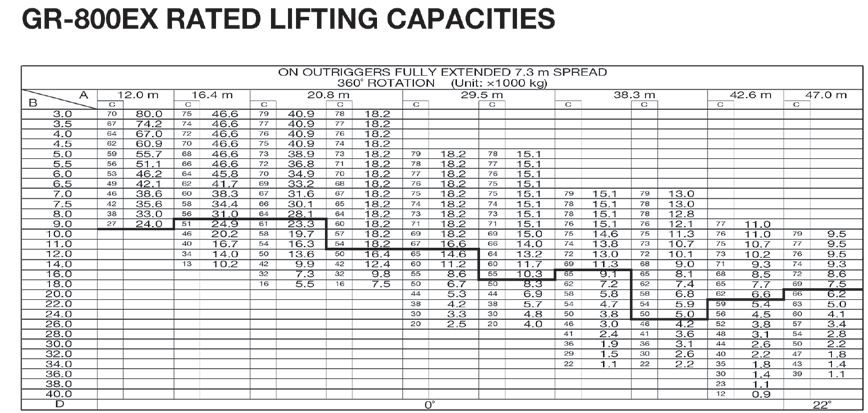 GR-800EX RATED LIFTING CAPACITIES
ON OUTRIGGERS FULLY EXTENDED 7.3 m SPREAD
360° ROTATION (Unit: ×1000 kg)
A 12.0 m 16.4 m 20.8 m 29.5 m 38.3 m 42.6 m 47.0 m
B C C C C C C C C C C
3.0 70 80.0 75 46.6 79 40.9 78 18.2
3.5 67 74.2 74 46.6 77 40.9 77 18.2
4.0 64 67.0 72 46.6 76 40.9 76 18.2
4.5 62 60.9 70 46.6 75 40.9 74 18.2
5.0 59 55.7 68 46.6 73 38.9 73 18.2 79 18.2 78 15.1
5.5 56 51.1 66 46.6 72 36.8 71 18.2 78 18.2 77 15.1
6.0 53 46.2 64 45.8 70 34.9 70 18.2 77 18.2 76 15.1
6.5 49 42.1 62 41.7 69 33.2 68 18.2 76 18.2 75 15.1
7.0 46 38.6 60 38.3 67 31.6 67 18.2 75 18.2 75 15.1 79 15.1 79 13.0
7.5 42 35.6 58 34.4 66 30.1 65 18.2 74 18.2 74 15.1 78 15.1 78 13.0
8.0 38 33.0 56 31.0 64 28.1 64 18.2 73 18.2 73 15.1 78 15.1 78 12.8
9.0 27 24.0 51 24.9 61 23.3 60 18.2 71 18.2 71 15.1 76 15.1 76 12.1 77 11.0
10.0 46 20.2 58 19.7 57 18.2 69 18.2 69 15.0 75 14.6 75 11.3 76 11.0 79 9.5
11.0 40 16.7 54 16.3 54 18.2 67 16.6 66 14.0 74 13.8 73 10.7 75 10.7 77 9.5
12.0 34 14.0 50 13.6 50 16.4 65 14.6 64 13.2 72 13.0 72 10.1 73 10.2 76 9.5
14.0 13 10.2 42 9.9 42 12.4 60 11.2 60 11.7 69 11.3 68 9.0 71 9.3 74 9.3
16.0 32 7.3 32 9.8 55 8.6 55 10.3 65 9.1 65 8.1 68 8.5 72 8.6
18.0 16 5.5 16 7.5 50 6.7 50 8.3 62 7.2 62 7.4 65 7.7 69 7.5
20.0 44 5.3 44 6.9 58 5.8 58 6.8 62 6.6 66 6.2
22.0 38 4.2 38 5.7 54 4.7 54 5.9 59 5.4 63 5.0
24.0 30 3.3 30 4.8 50 3.8 50 5.0 56 4.5 60 4.1
26.0 20 2.5 20 4.0 46 3.0 46 4.2 52 3.8 57 3.4
28.0 41 2.4 41 3.6 48 3.1 54 2.8
30.0 36 1.9 36 3.1 44 2.6 50 2.2
32.0 29 1.5 30 2.6 40 2.2 47 1.8
34.0 22 1.1 22 2.2 35 1.8 43 1.4
36.0 30 1.4 39 1.1
38.0 23 1.1
40.0 12 0.9
D 0° 22°